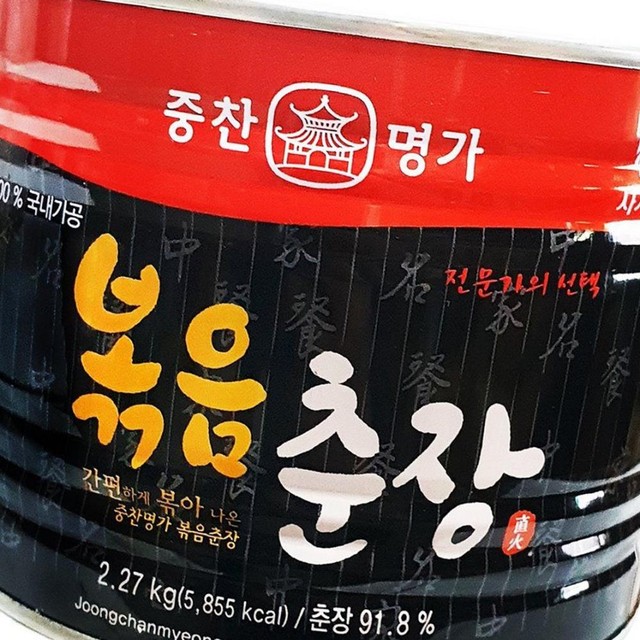 중찬 명가
00% 국내가공
전문가의 선택
볶음
춘장
간편하게 볶아 나온
중찬명가 볶음춘장
直火
2.27 kg(5,855 kcal) / 춘장 91.8 %